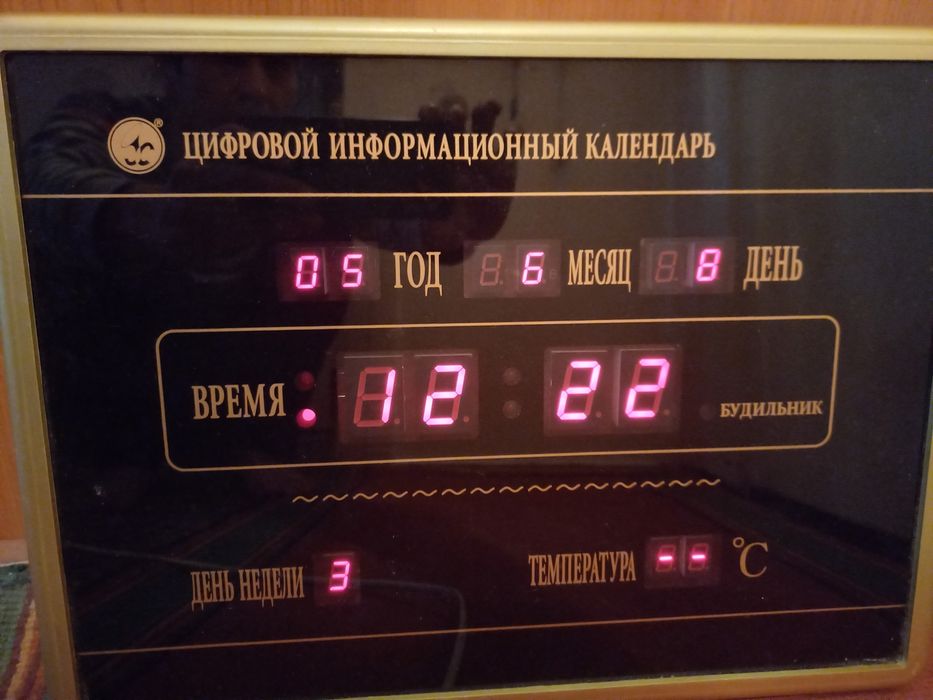 ЦИФРОВОЙ ИНФОРМАЦИОННЫЙ КАЛЕНДАРЬ
05 ГОД 6 МЕСЯЦ 8 ДЕНЬ
ВРЕМЯ 12 22 БУДИЛЬНИК
~~~~~~~~~~~~~~~
ДЕНЬ НЕДЕЛИ 3 ТЕМПЕРАТУРА -- °C